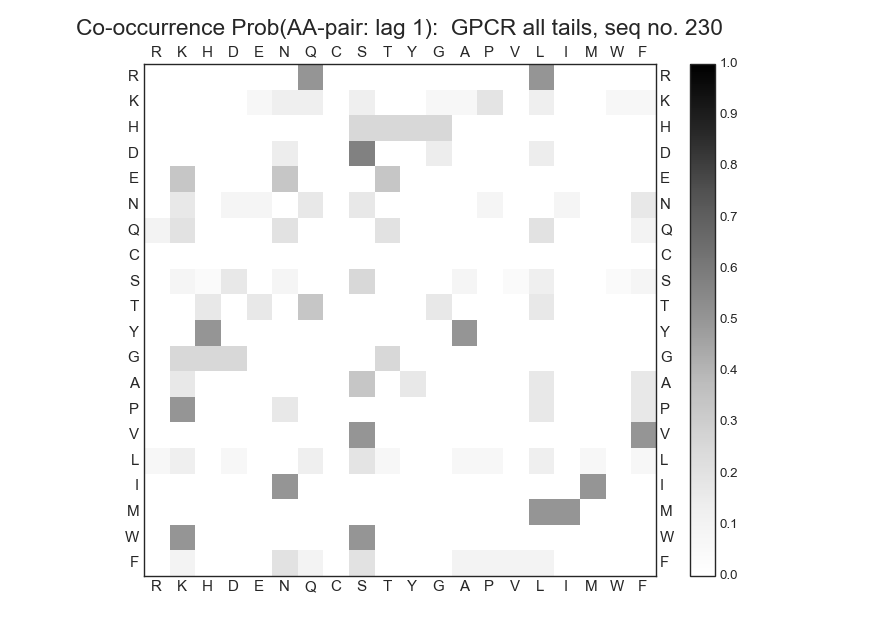 Co-occurrence Prob(AA-pair: lag 1):  GPCR all tails, seq no. 230
R K H D E N Q C S T Y G A P V L I M W F
R R 1.0
K K 0.9
H H
D D 0.8
E E
N N 0.7
Q Q 0.6
C C
S S 0.5
T T
Y Y 0.4
G G
A A 0.3
P P
V V 0.2
L L
I I 0.1
M M
W W
F F 0.0
R K H D E N Q C S T Y G A P V L I M W F